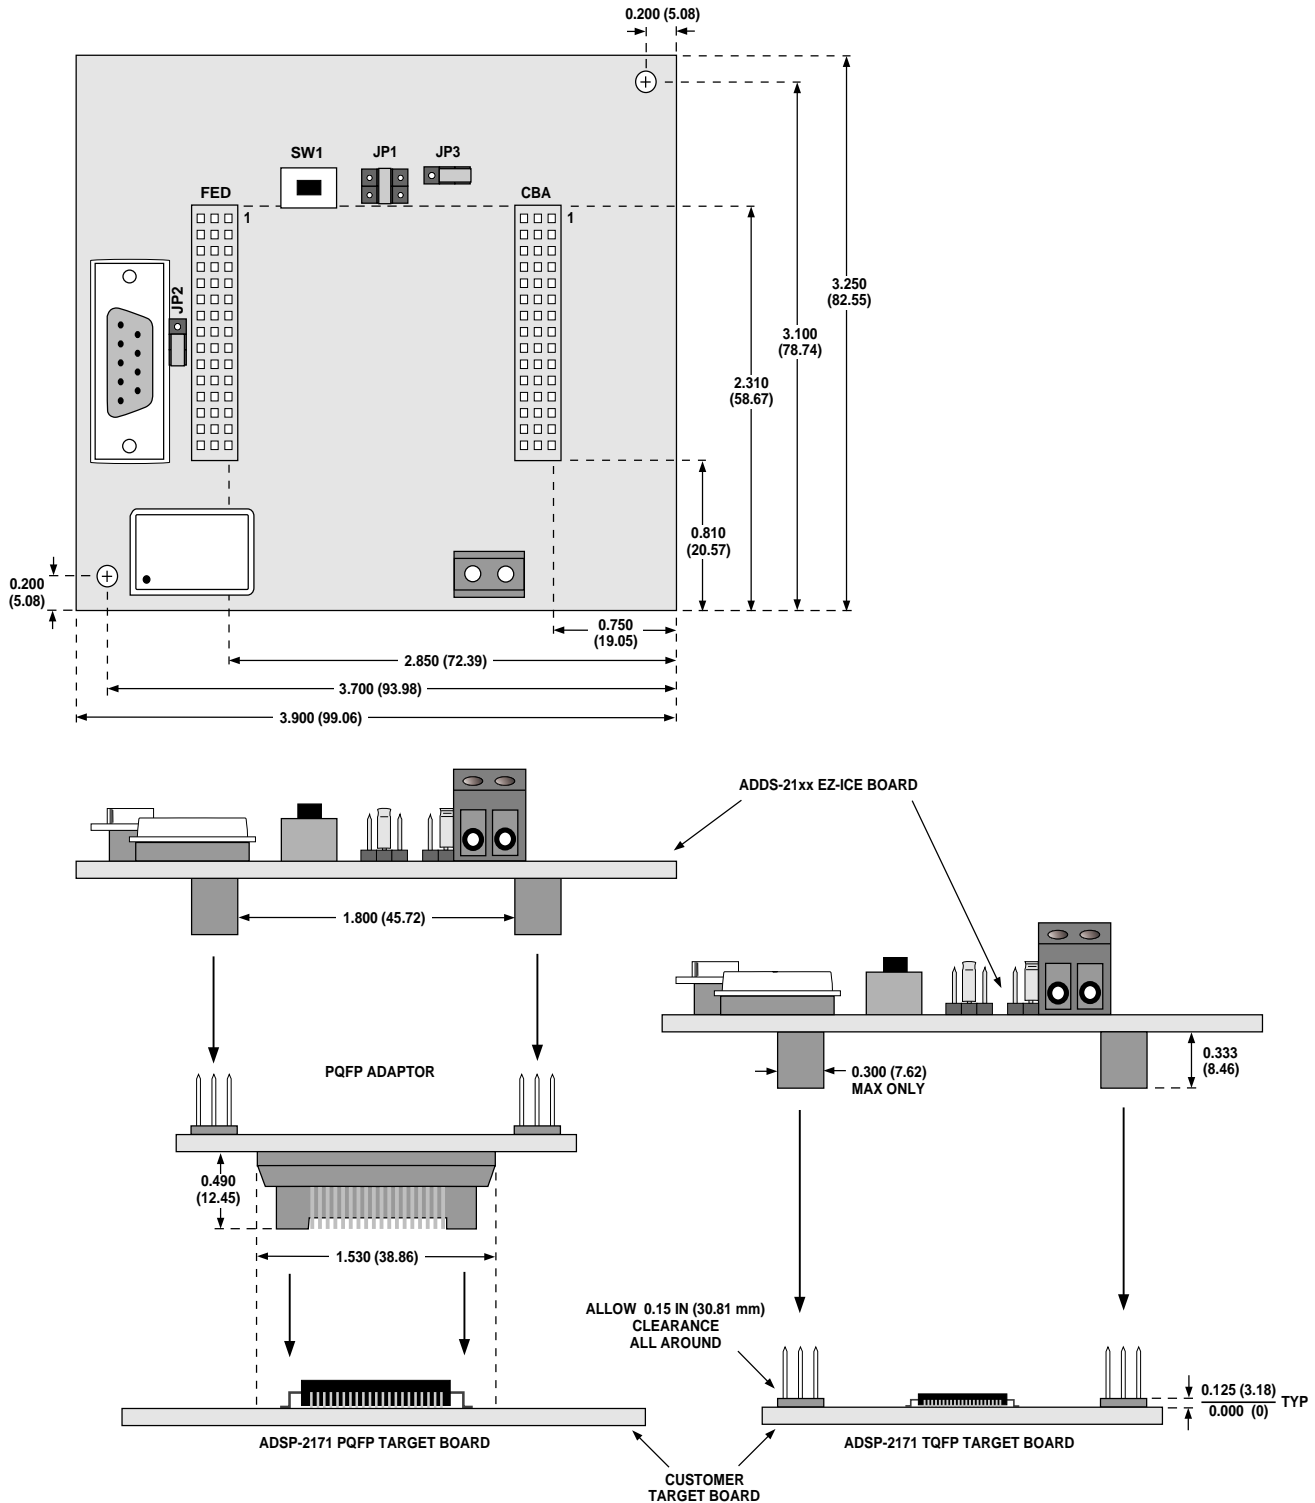 0.200 (5.08)
SW1
JP1
JP3
FED
CBA
1
1
JP2
3.250
(82.55)
3.100
(78.74)
2.310
(58.67)
0.810
(20.57)
0.200
(5.08)
0.750
(19.05)
2.850 (72.39)
3.700 (93.98)
3.900 (99.06)
ADDS-21xx EZ-ICE BOARD
1.800 (45.72)
PQFP ADAPTOR
0.300 (7.62)
MAX ONLY
0.333
(8.46)
0.490
(12.45)
1.530 (38.86)
ALLOW 0.15 IN (30.81 mm)
CLEARANCE
ALL AROUND
0.125 (3.18)
0.000 (0)
TYP
ADSP-2171 PQFP TARGET BOARD
ADSP-2171 TQFP TARGET BOARD
CUSTOMER
TARGET BOARD